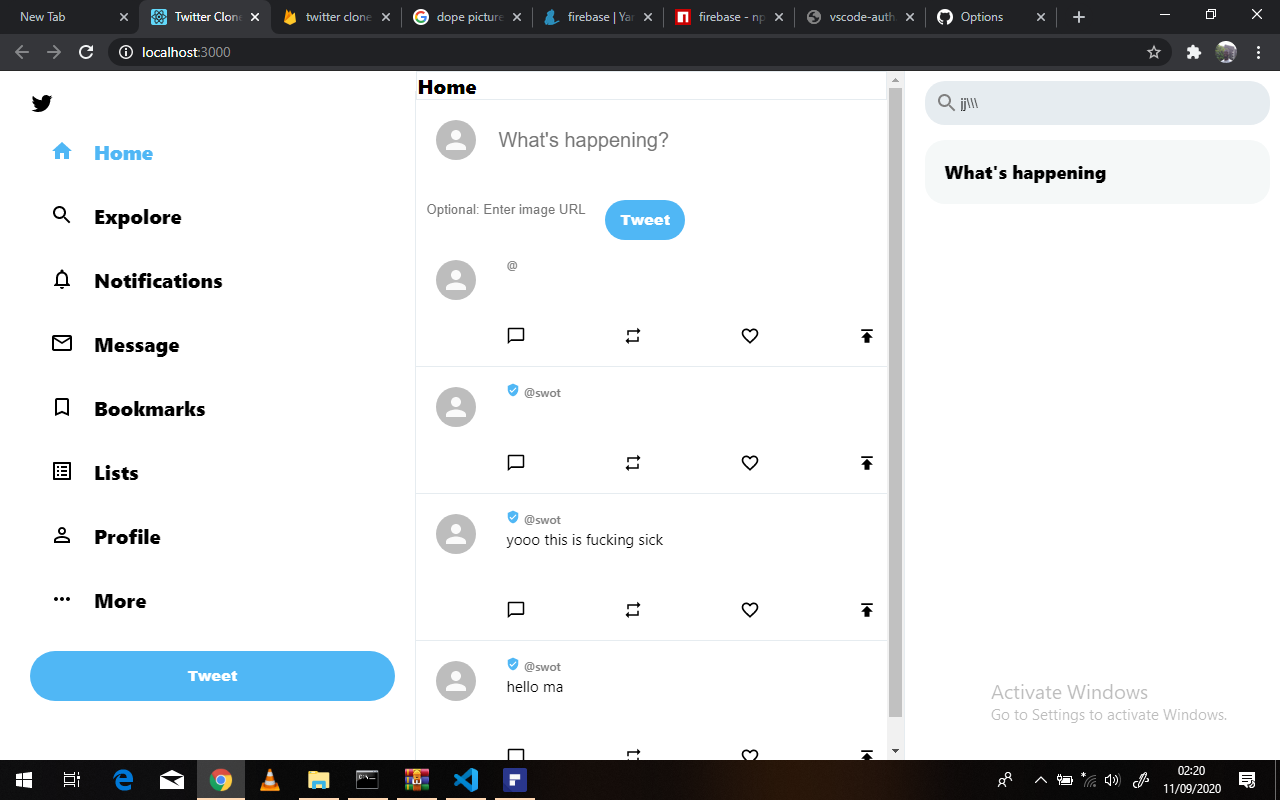 New Tab
Twitter Clone
twitter clone
dope picture
firebase | Yar
firebase - np
vscode-auth
Options
localhost:3000
Home
Expolore
Notifications
Message
Bookmarks
Lists
Profile
More
Tweet
Home
What's happening?
Optional: Enter image URL
Tweet
@
@swot
@swot
yooo this is fucking sick
@swot
hello ma
jj\\\
What's happening
Activate Windows
Go to Settings to activate Windows.
02:20
11/09/2020